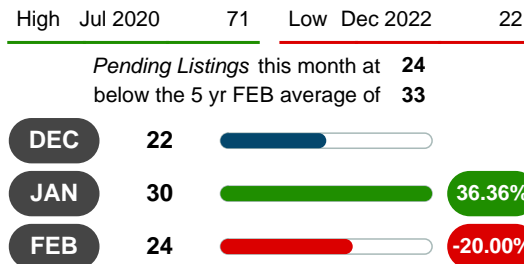 High Jul 2020 71 Low Dec 2022 22
Pending Listings this month at 24
below the 5 yr FEB average of 33
DEC 22
JAN 30 36.36%
FEB 24 -20.00%